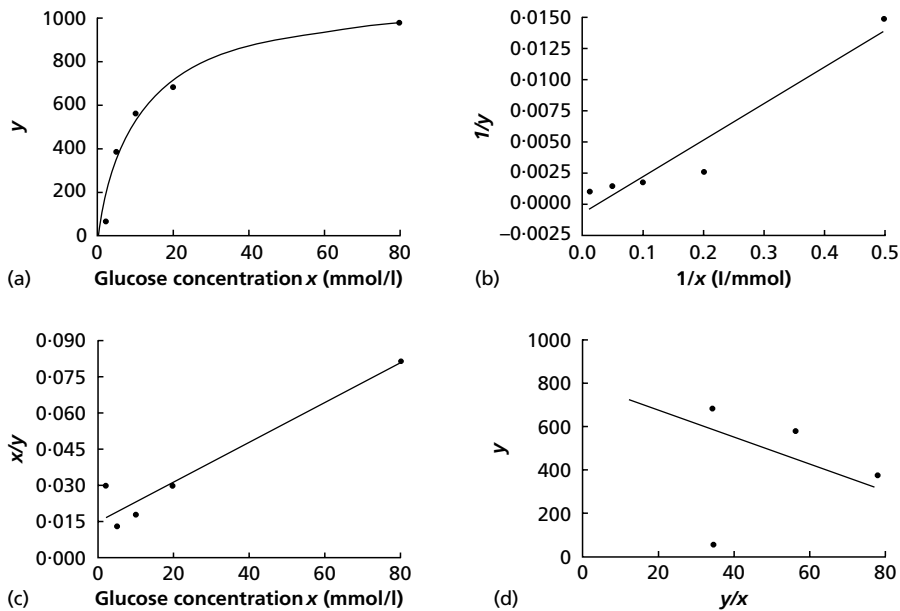 1000
800
600
400
200
0
y
0 20 40 60 80
(a) Glucose concentration x (mmol/l)
0·0150
0·0125
0·0100
0·0075
0·0050
0·0025
0·0000
–0·0025
1/y
0.0 0.1 0.2 0.3 0.4 0.5
(b) 1/x (l/mmol)
0·090
0·075
0·060
0·045
0·030
0·015
0·000
x/y
0 20 40 60 80
(c) Glucose concentration x (mmol/l)
1000
800
600
400
200
0
y
0 20 40 60 80
(d) y/x